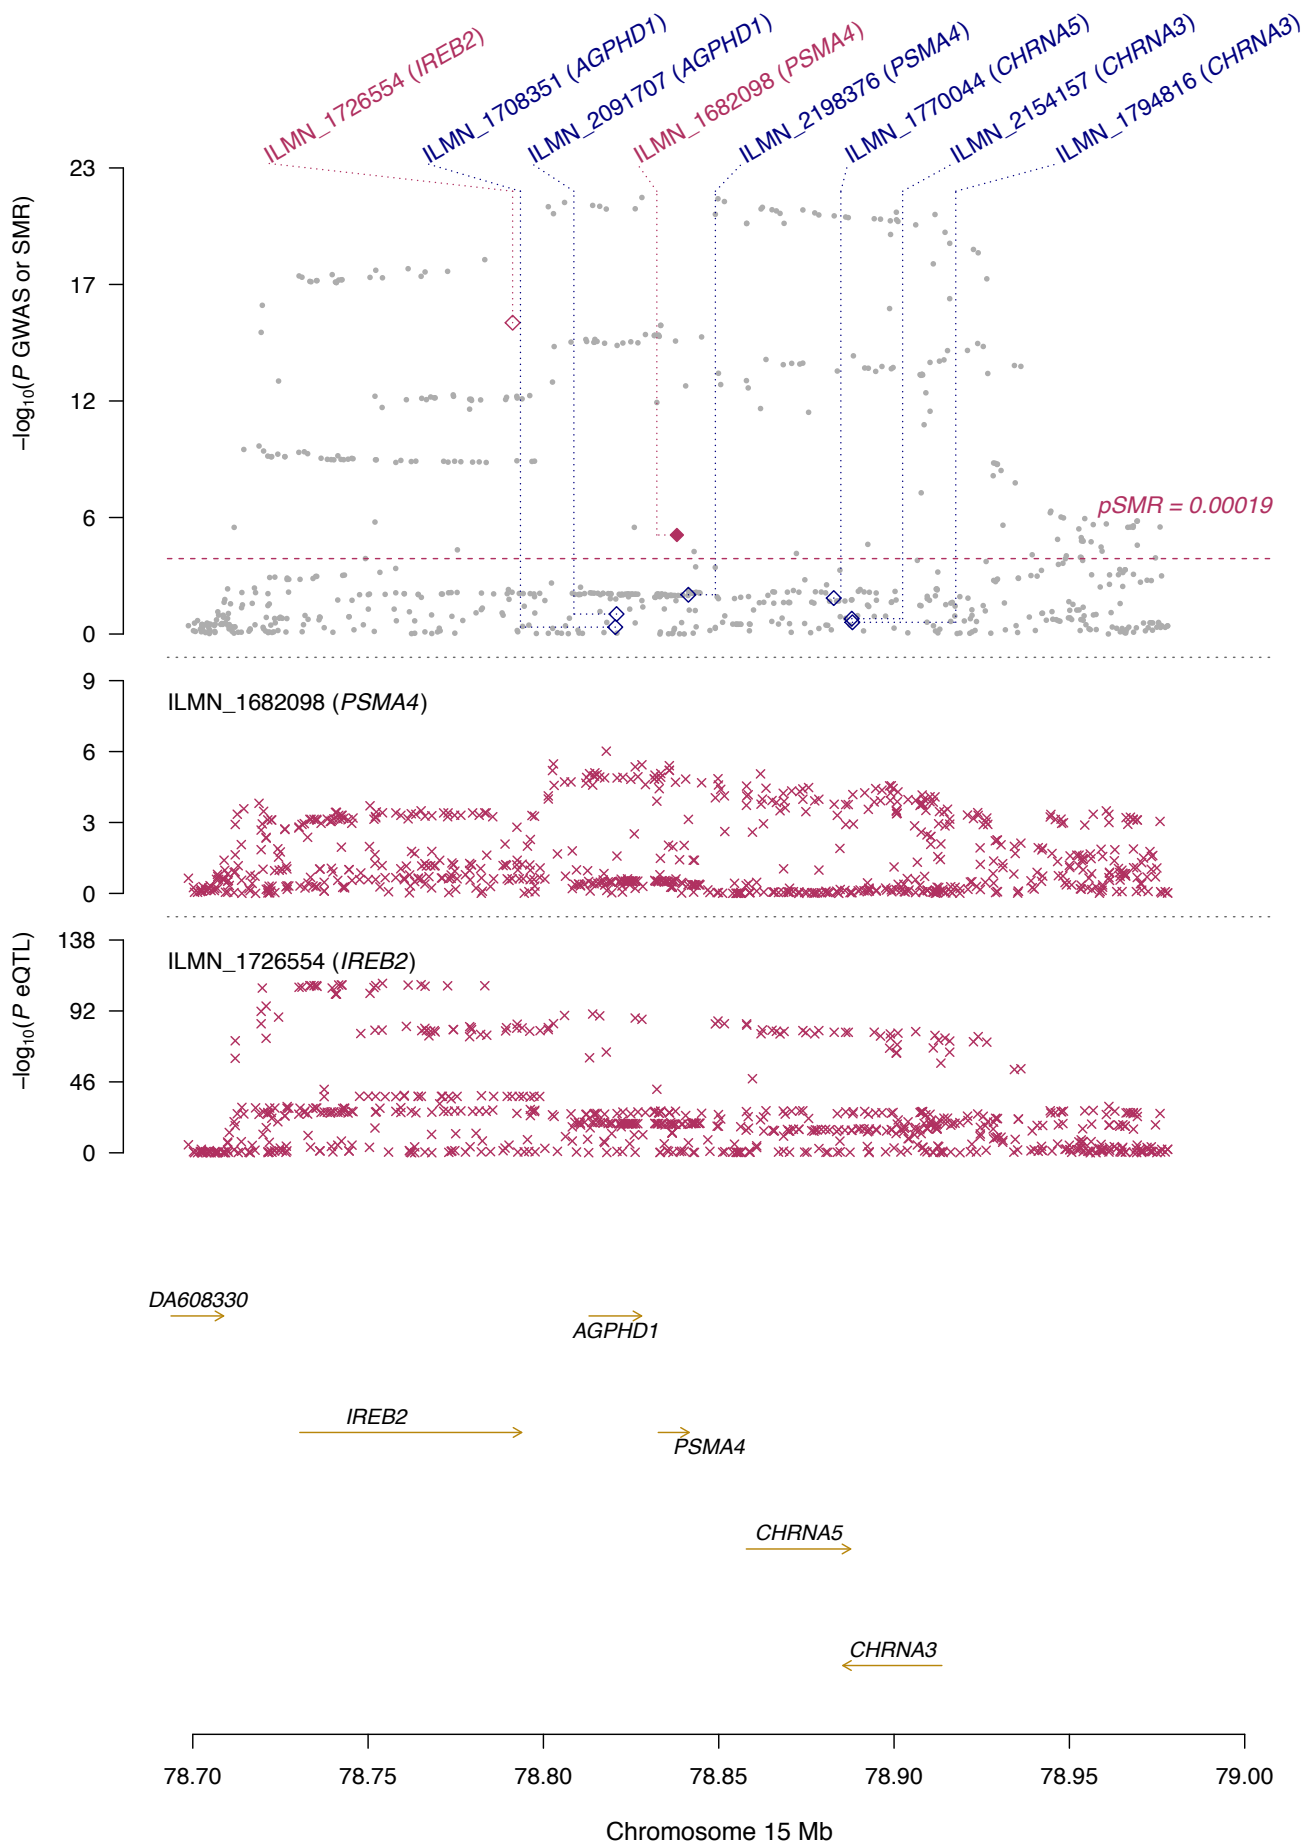 ILMN_1726554 (IREB2)
ILMN_1708351 (AGPHD1)
ILMN_2091707 (AGPHD1)
ILMN_1682098 (PSMA4)
ILMN_2198376 (PSMA4)
ILMN_1770044 (CHRNA5)
ILMN_2154157 (CHRNA3)
ILMN_1794816 (CHRNA3)
−log10(P GWAS or SMR)
23
17
12
6
0
pSMR = 0.00019
ILMN_1682098 (PSMA4)
9
6
3
0
−log10(P eQTL)
ILMN_1726554 (IREB2)
138
92
46
0
DA608330
AGPHD1
IREB2
PSMA4
CHRNA5
CHRNA3
78.70 78.75 78.80 78.85 78.90 78.95 79.00
Chromosome 15 Mb